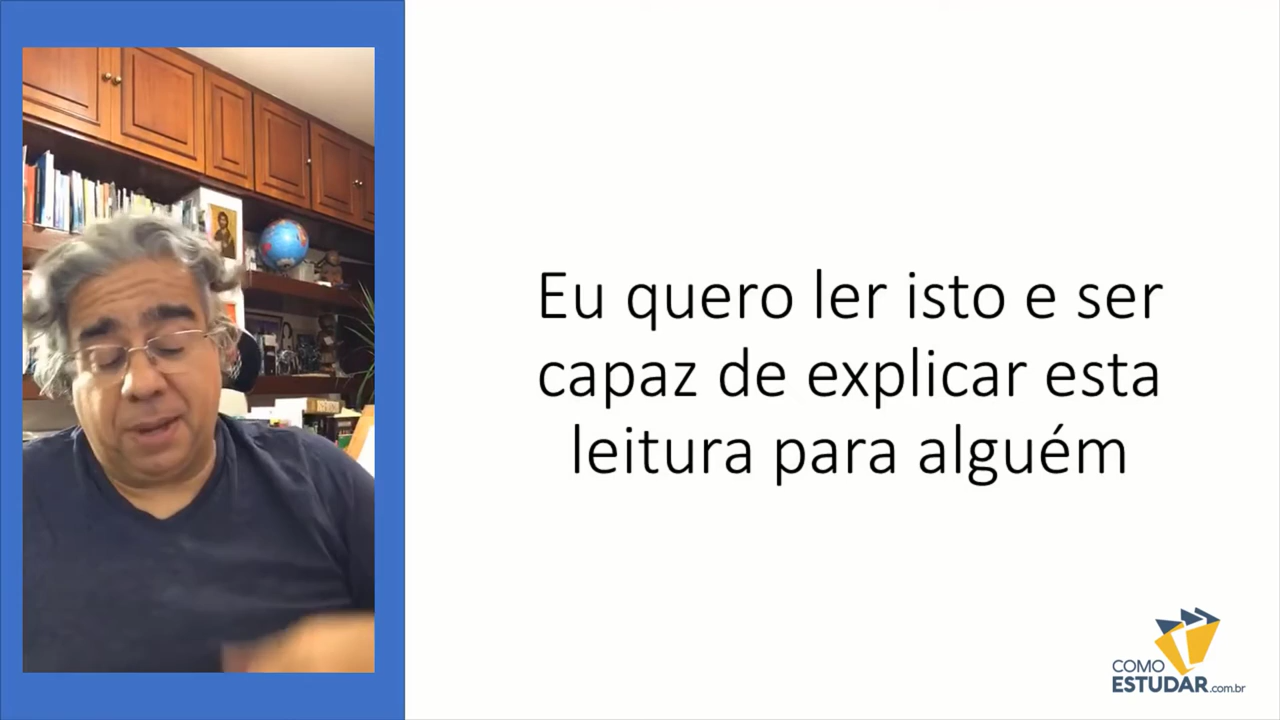 Eu quero ler isto e ser
capaz de explicar esta
leitura para alguém
COMO
ESTUDAR.com.br